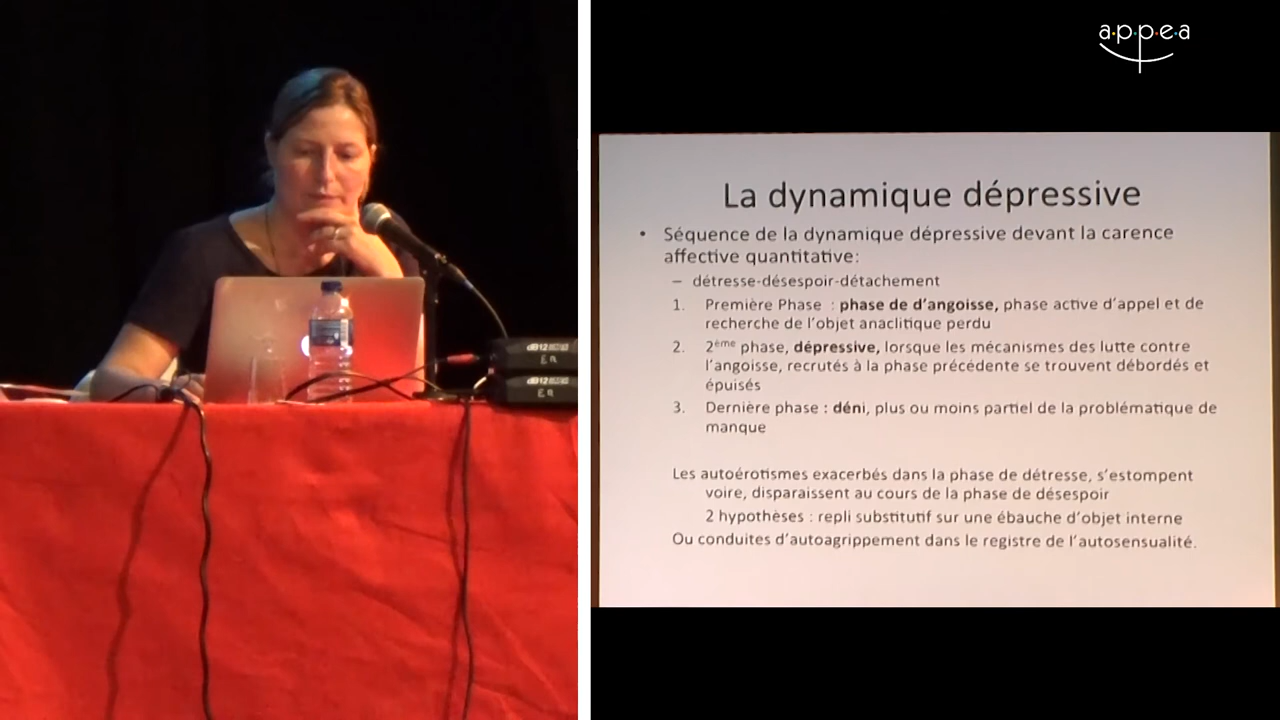 a·p·p·e·a
La dynamique dépressive
• Séquence de la dynamique dépressive devant la carence
affective quantitative:
– détresse-désespoir-détachement
1. Première Phase : phase de d’angoisse, phase active d’appel et de
recherche de l’objet anaclitique perdu
2. 2ème phase, dépressive, lorsque les mécanismes des lutte contre
l’angoisse, recrutés à la phase précédente se trouvent débordés et
épuisés
3. Dernière phase : déni, plus ou moins partiel de la problématique de
manque
Les autoérotismes exacerbés dans la phase de détresse, s’estompent
voire, disparaissent au cours de la phase de désespoir
2 hypothèses : repli substitutif sur une ébauche d’objet interne
Ou conduites d’autoagrippement dans le registre de l’autosensualité.
dB12
ER
dB12
ER